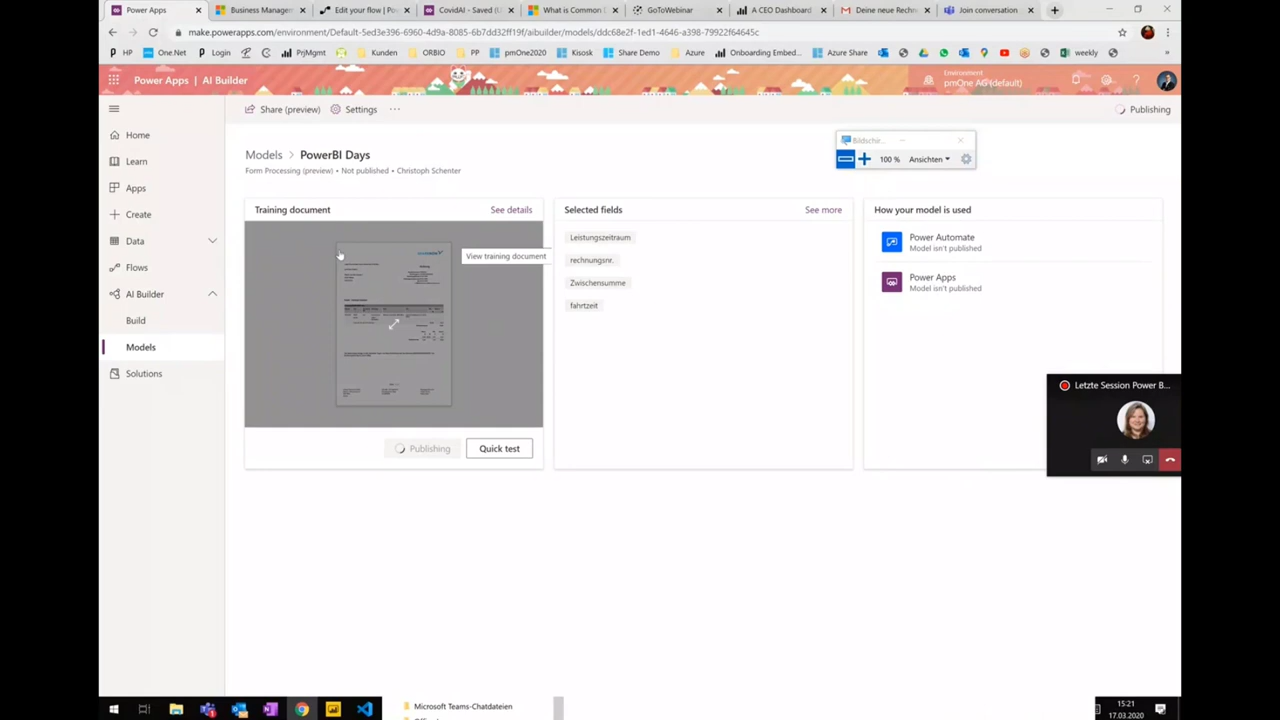 Power Apps
Business Managem
Edit your flow | Pow
CovidAI - Saved (U
What is Common E
GoToWebinar
A CEO Dashboard
Deine neue Rechn
Join conversation
make.powerapps.com/environment/Default-5ed3e396-6960-4d9a-8085-6b7dd32ff19f/aibuilder/models/ddc68e2f-1ed1-4646-a398-79922f64645c
HP
One.Net
Login
PrjMgmt
Kunden
ORBIO
PP
pmOne2020
Kisosk
Share Demo
Azure
Onboarding Embed...
Azure Share
weekly
»
Power Apps | AI Builder
Environment
pmOne AG (default)
Share (preview)
Settings
...
Publishing
Home
Learn
Apps
Create
Data
Flows
AI Builder
Build
Models
Solutions
Models > PowerBI Days
Form Processing (preview) • Not published • Christoph Schenter
Bildschir...
100 %
Ansichten
Training document
See details
View training document
Publishing
Quick test
Selected fields
See more
Leistungszeitraum
rechnungsnr.
Zwischensumme
fahrtzeit
How your model is used
Power Automate
Model isn't published
Power Apps
Model isn't published
Letzte Session Power B...
Microsoft Teams-Chatdateien
15:21
17.03.2020